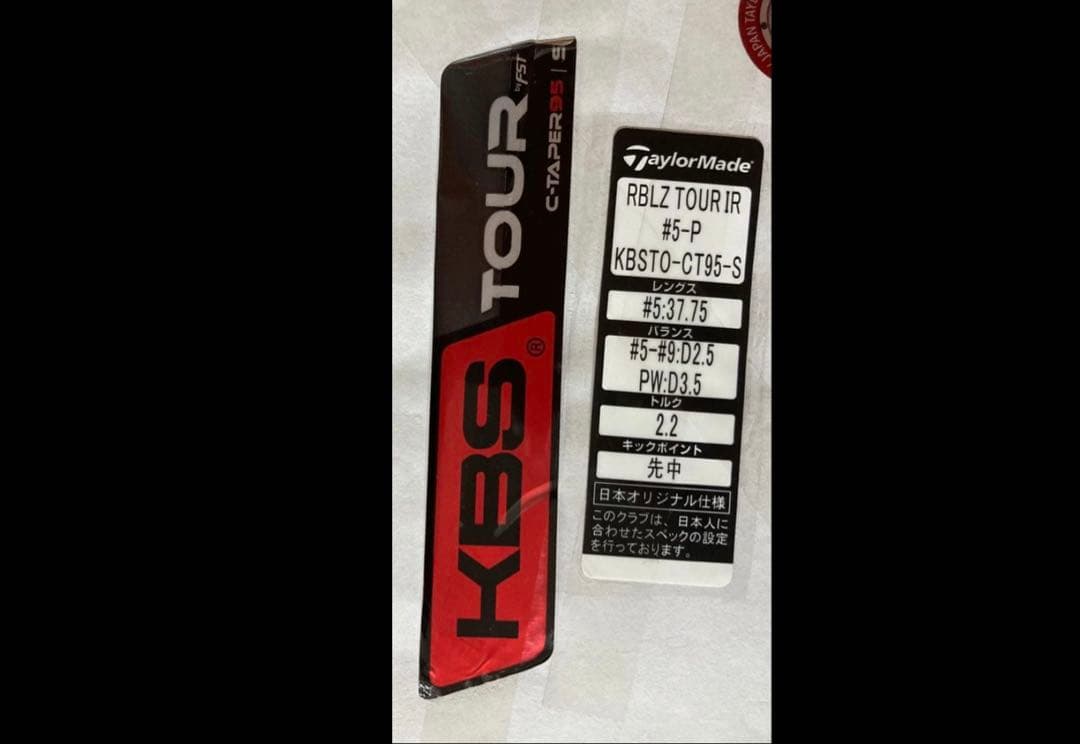 KBS® TOUR by FST
C-TAPER95 | S
JAPAN
TaylorMade
RBLZ TOUR IR
#5-P
KBSTO-CT95-S
レングス
#5:37.75
バランス
#5-#9:D2.5
PW:D3.5
トルク
2.2
キックポイント
先中
日本オリジナル仕様
このクラブは、日本人に
合わせたスペックの設定
を行っております。